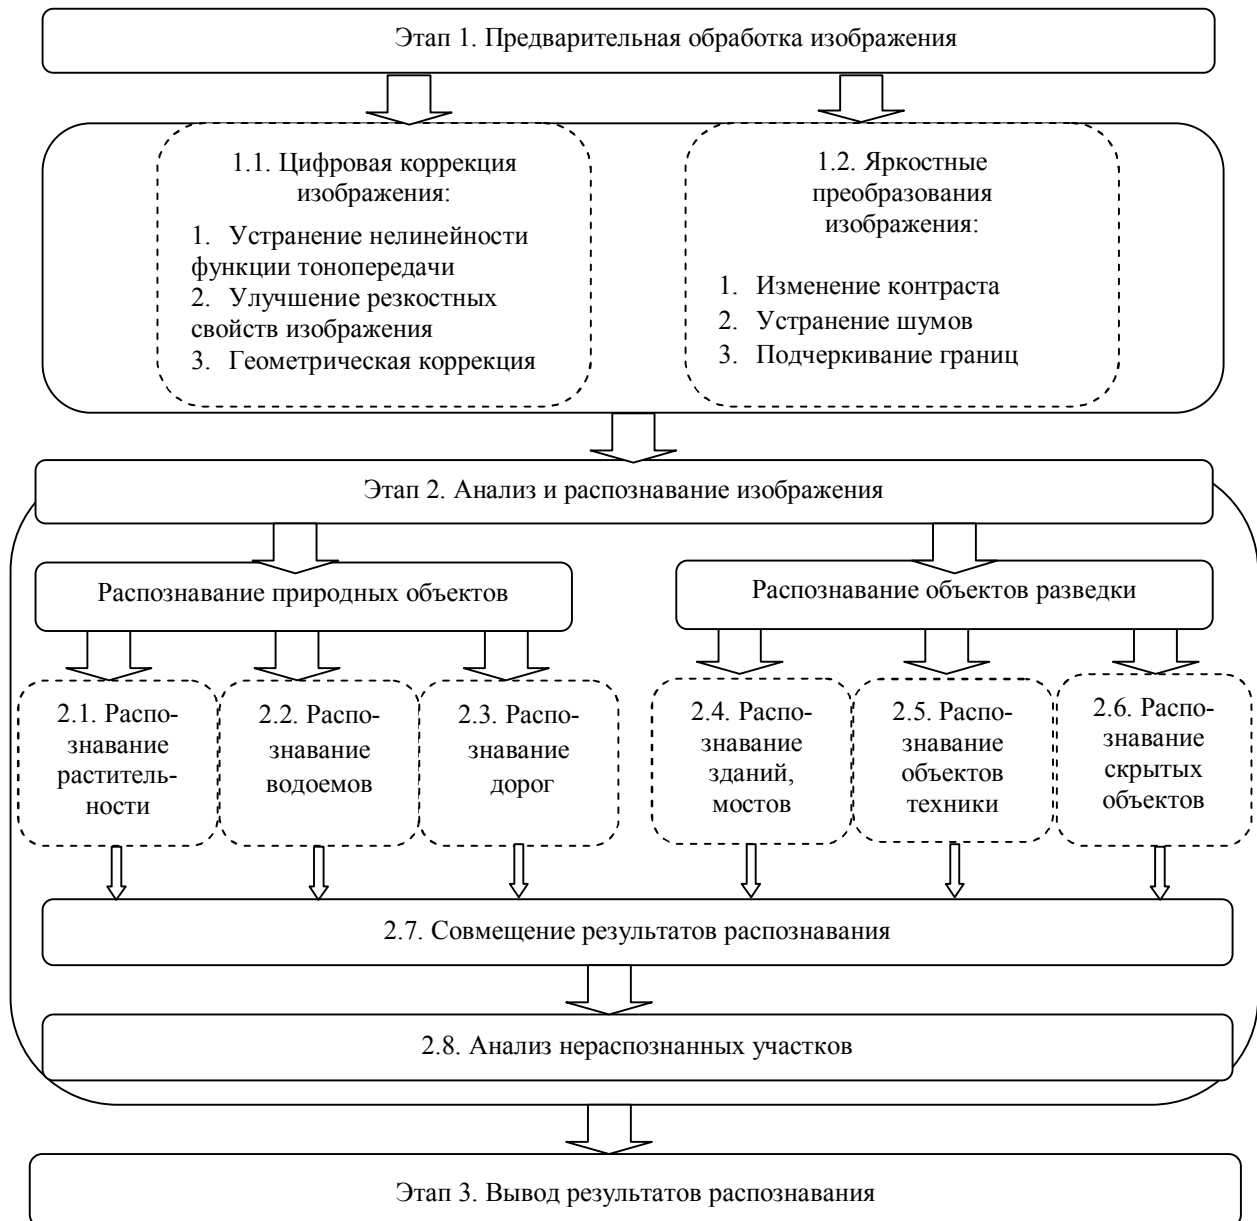 Этап 1. Предварительная обработка изображения
1.1. Цифровая коррекция
изображения:
1. Устранение нелинейности
функции тонопередачи
2. Улучшение резкостных
свойств изображения
3. Геометрическая коррекция
1.2. Яркостные
преобразования
изображения:
1. Изменение контраста
2. Устранение шумов
3. Подчеркивание границ
Этап 2. Анализ и распознавание изображения
Распознавание природных объектов
Распознавание объектов разведки
2.1. Распо-
знавание
раститель-
ности
2.2. Распо-
знавание
водоемов
2.3. Распо-
знавание
дорог
2.4. Распо-
знавание
зданий,
мостов
2.5. Распо-
знавание
объектов
техники
2.6. Распо-
знавание
скрытых
объектов
2.7. Совмещение результатов распознавания
2.8. Анализ нераспознанных участков
Этап 3. Вывод результатов распознавания